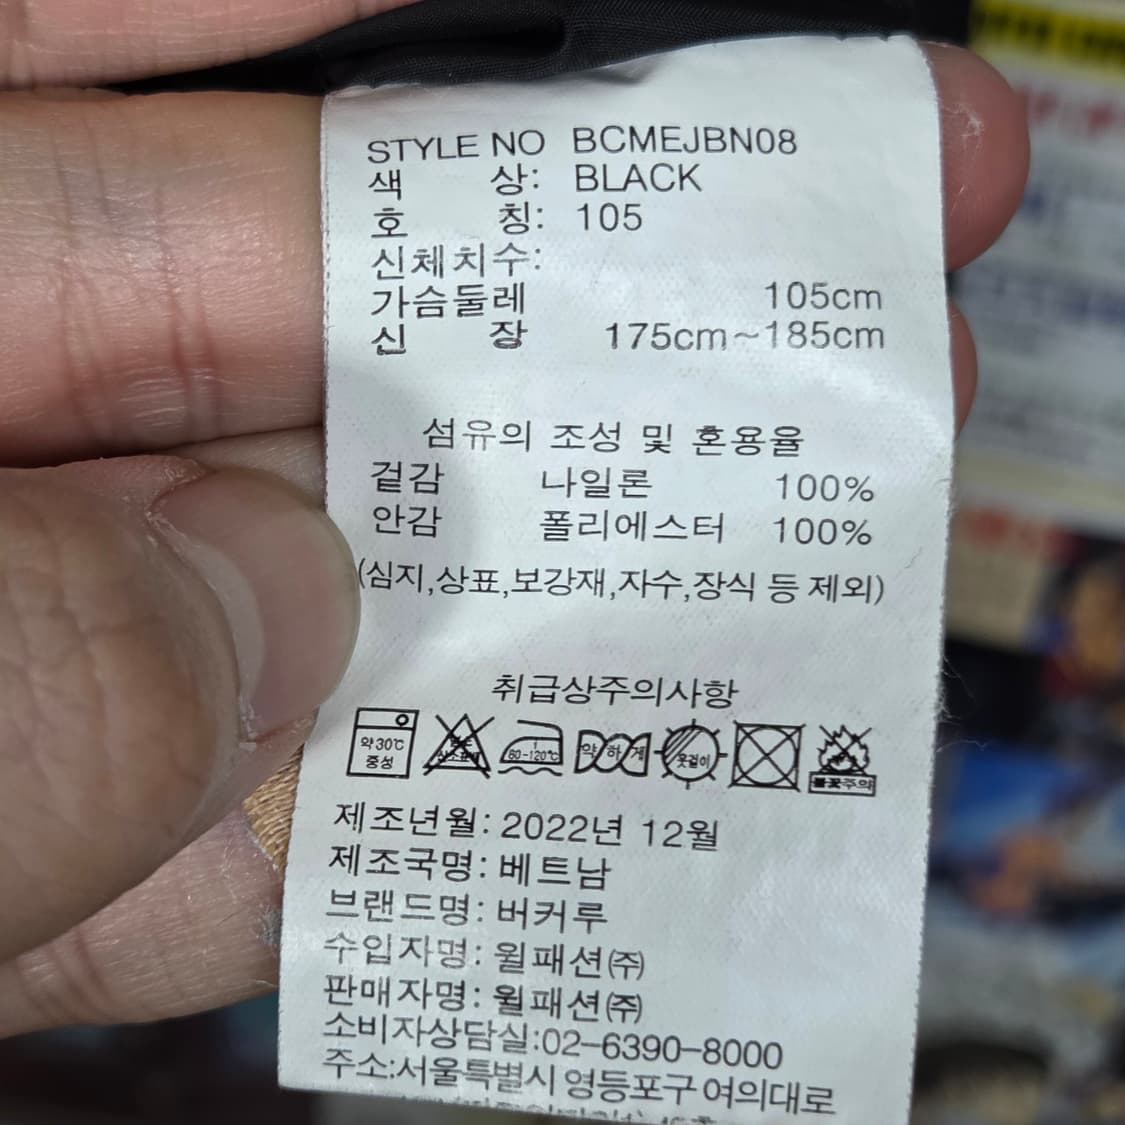 STYLE NO BCMEJBN08
색 상: BLACK
호 칭: 105
신체치수:
가슴둘레 105cm
신 장 175cm~185cm
섬유의 조성 및 혼용율
겉감 나일론 100%
안감 폴리에스터 100%
(심지,상표,보강재,자수,장식 등 제외)
취급상주의사항
약30℃ 중성
60-120℃
약하게
옷걸이
불꽃주의
제조년월: 2022년 12월
제조국명: 베트남
브랜드명: 버커루
수입자명: 윌패션㈜
판매자명: 윌패션㈜
소비자상담실:02-6390-8000
주소:서울특별시 영등포구 여의대로